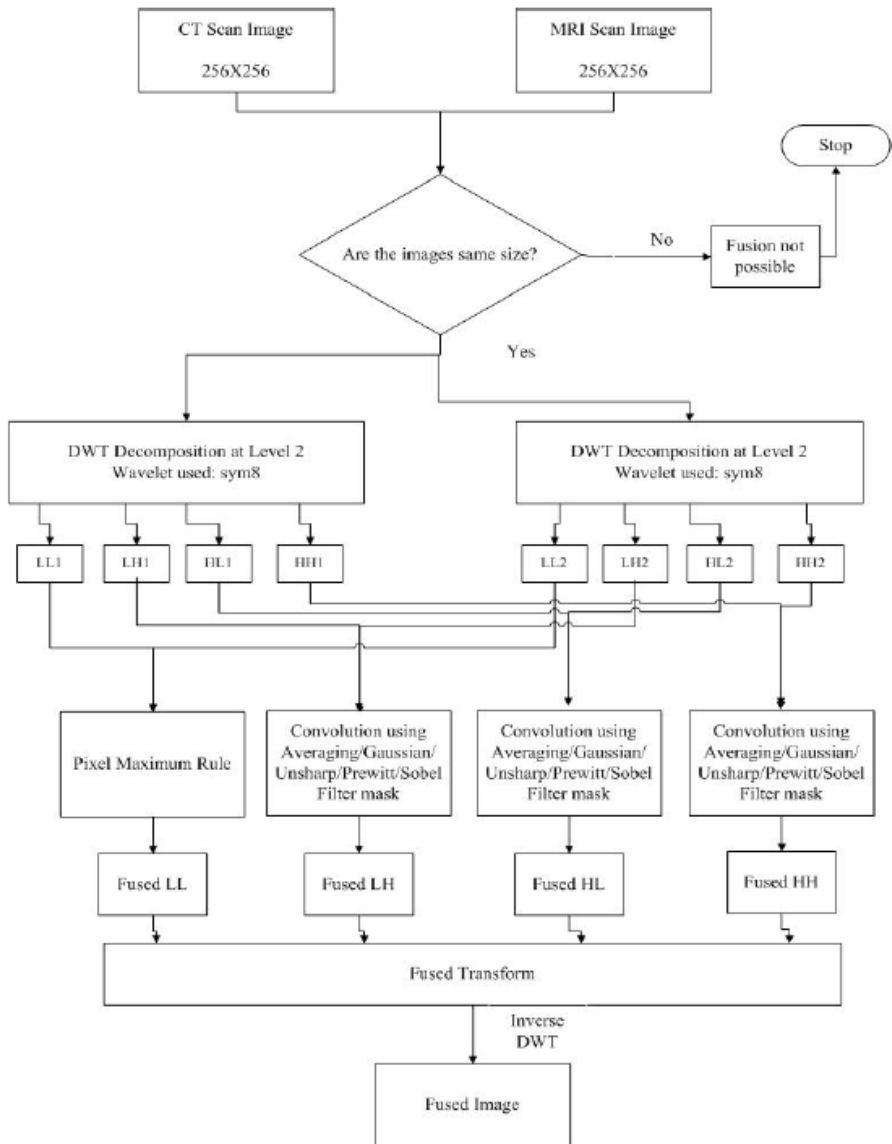 CT Scan Image
256X256
MRI Scan Image
256X256
Stop
Are the images same size?
No
Fusion not
possible
Yes
DWT Decomposition at Level 2
Wavelet used: sym8
DWT Decomposition at Level 2
Wavelet used: sym8
LL1
LH1
HL1
HH1
LL2
LH2
HL2
HH2
Pixel Maximum Rule
Convolution using
Averaging/Gaussian/
Unsharp/Prewitt/Sobel
Filter mask
Convolution using
Averaging/Gaussian/
Unsharp/Prewitt/Sobel
Filter mask
Convolution using
Averaging/Gaussian/
Unsharp/Prewitt/Sobel
Filter mask
Fused LL
Fused LH
Fused HL
Fused HH
Fused Transform
Inverse
DWT
Fused Image